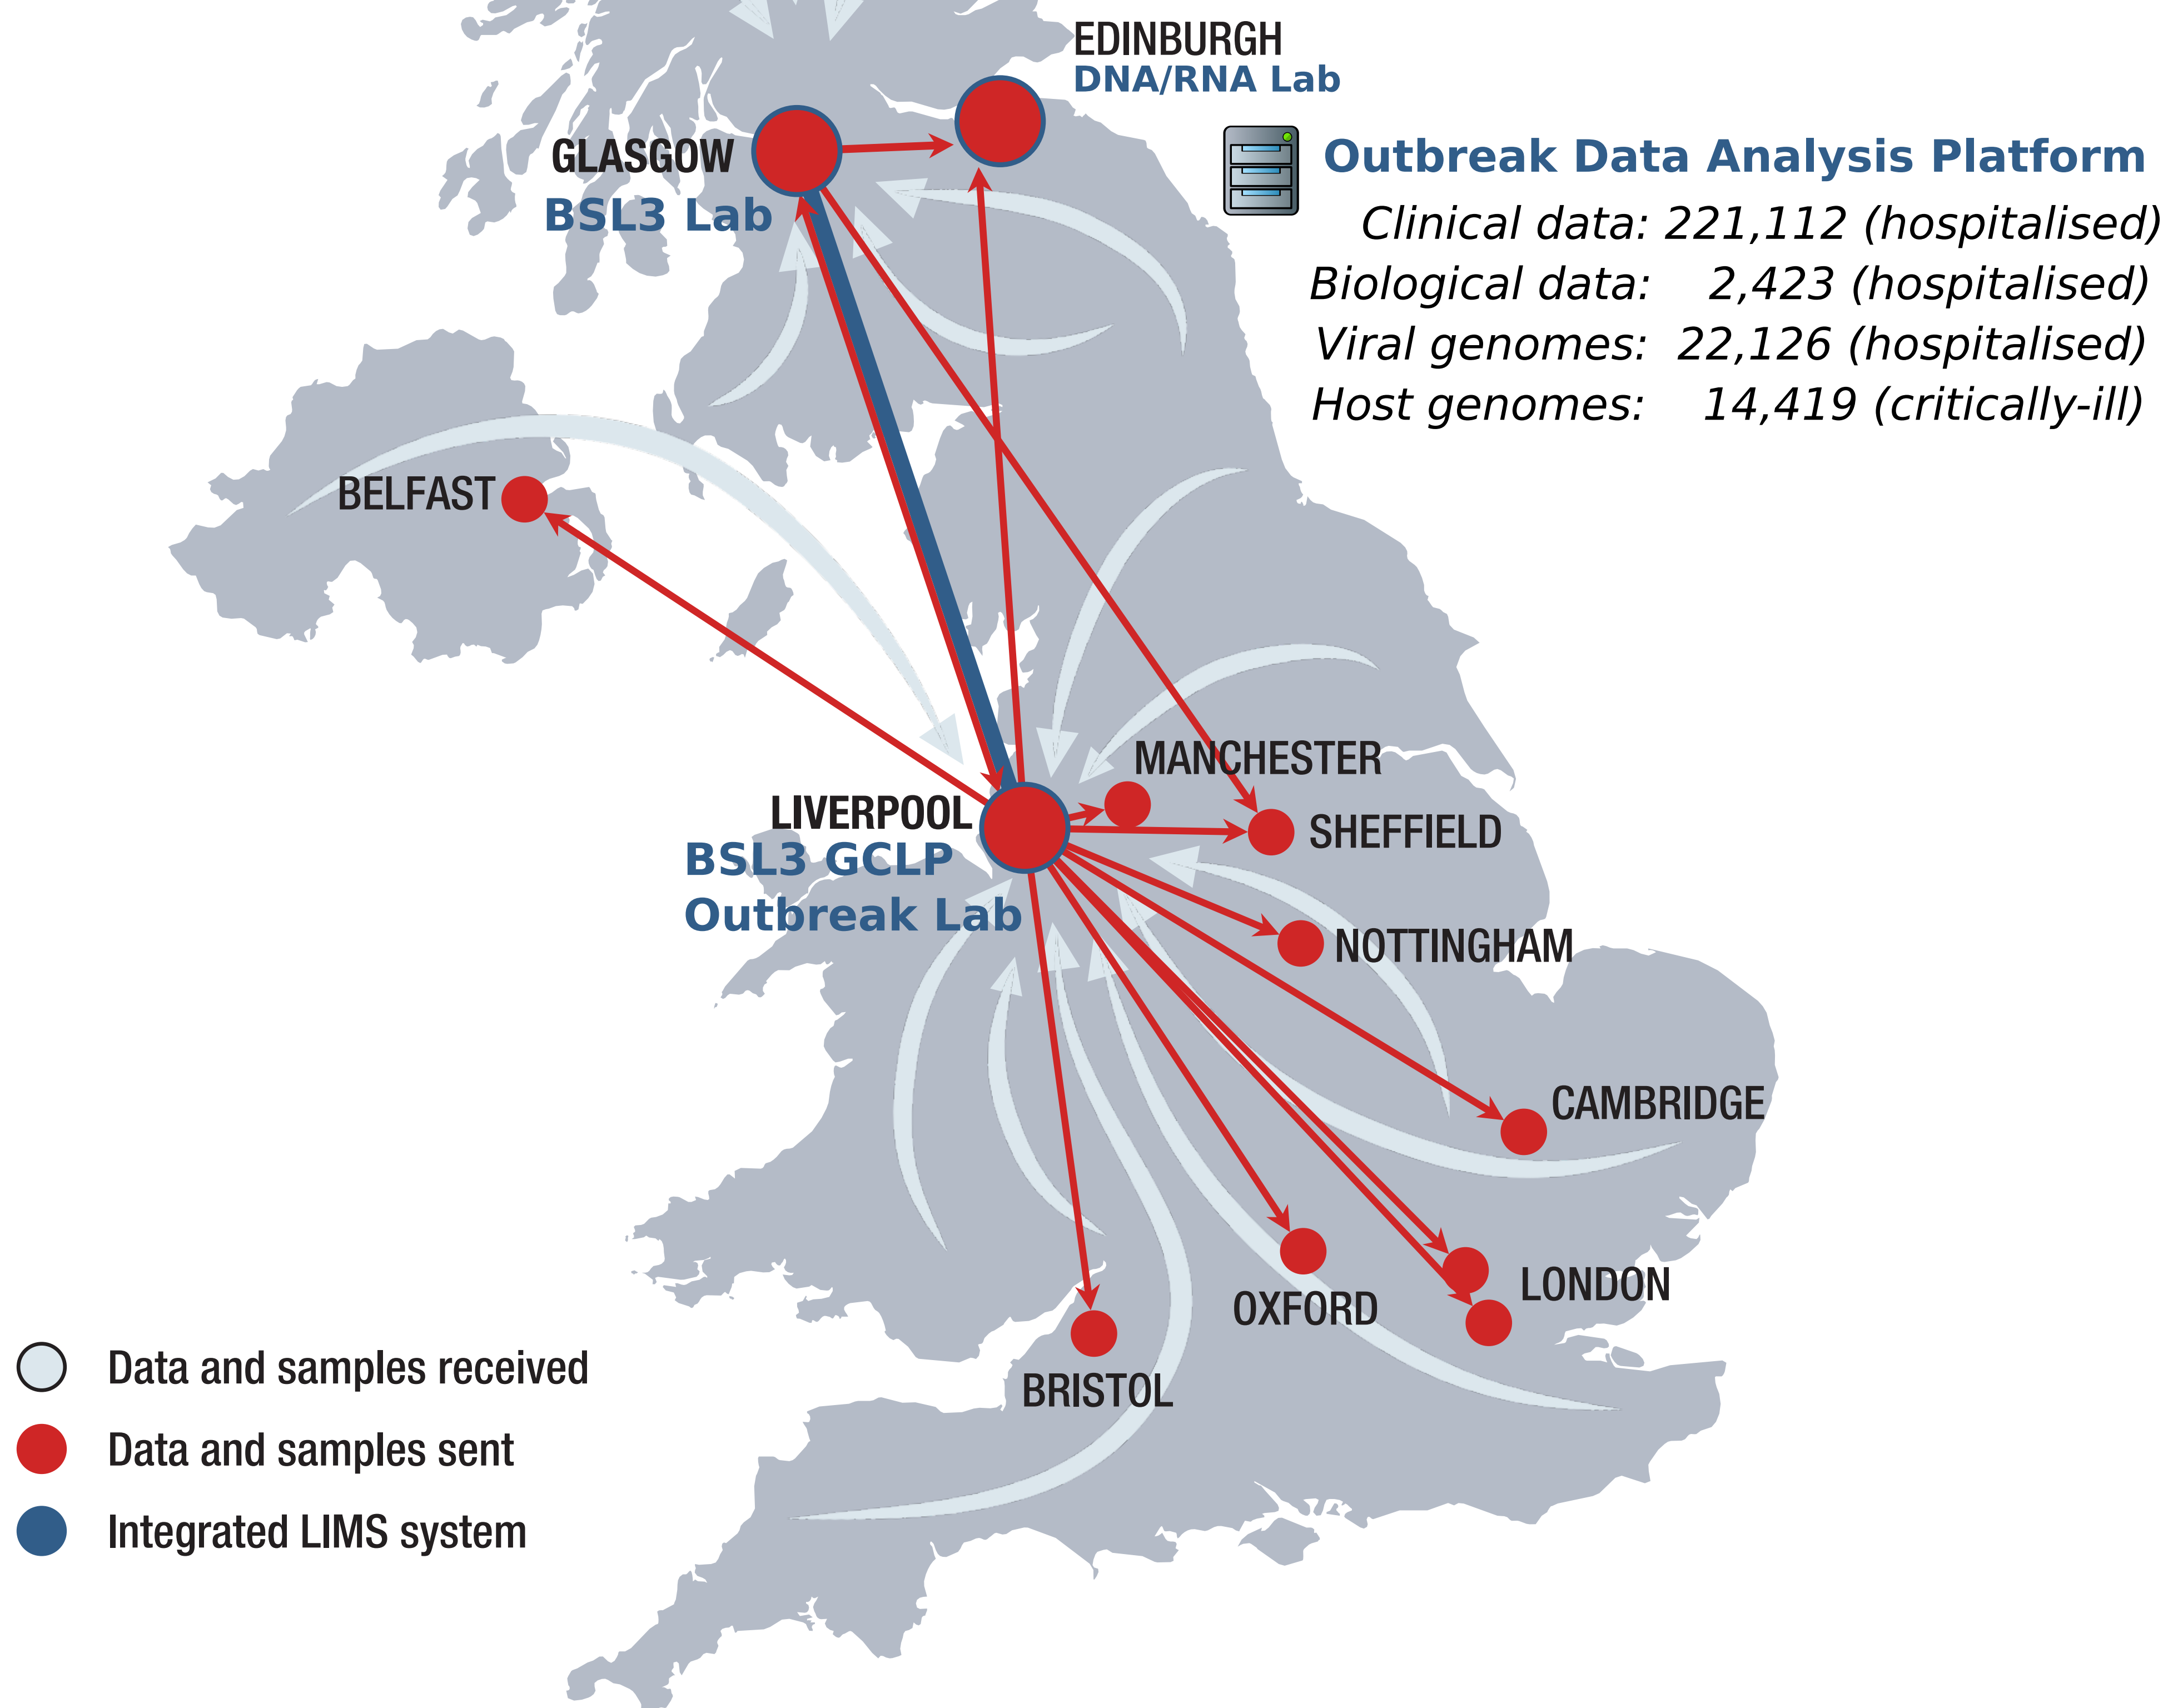 EDINBURGH
DNA/RNA Lab
GLASGOW
BSL3 Lab
Outbreak Data Analysis Platform
Clinical data: 221,112 (hospitalised)
Biological data: 2,423 (hospitalised)
Viral genomes: 22,126 (hospitalised)
Host genomes: 14,419 (critically-ill)
BELFAST
MANCHESTER
LIVERPOOL
BSL3 GCLP
Outbreak Lab
SHEFFIELD
NOTTINGHAM
CAMBRIDGE
LONDON
OXFORD
BRISTOL
Data and samples received
Data and samples sent
Integrated LIMS system